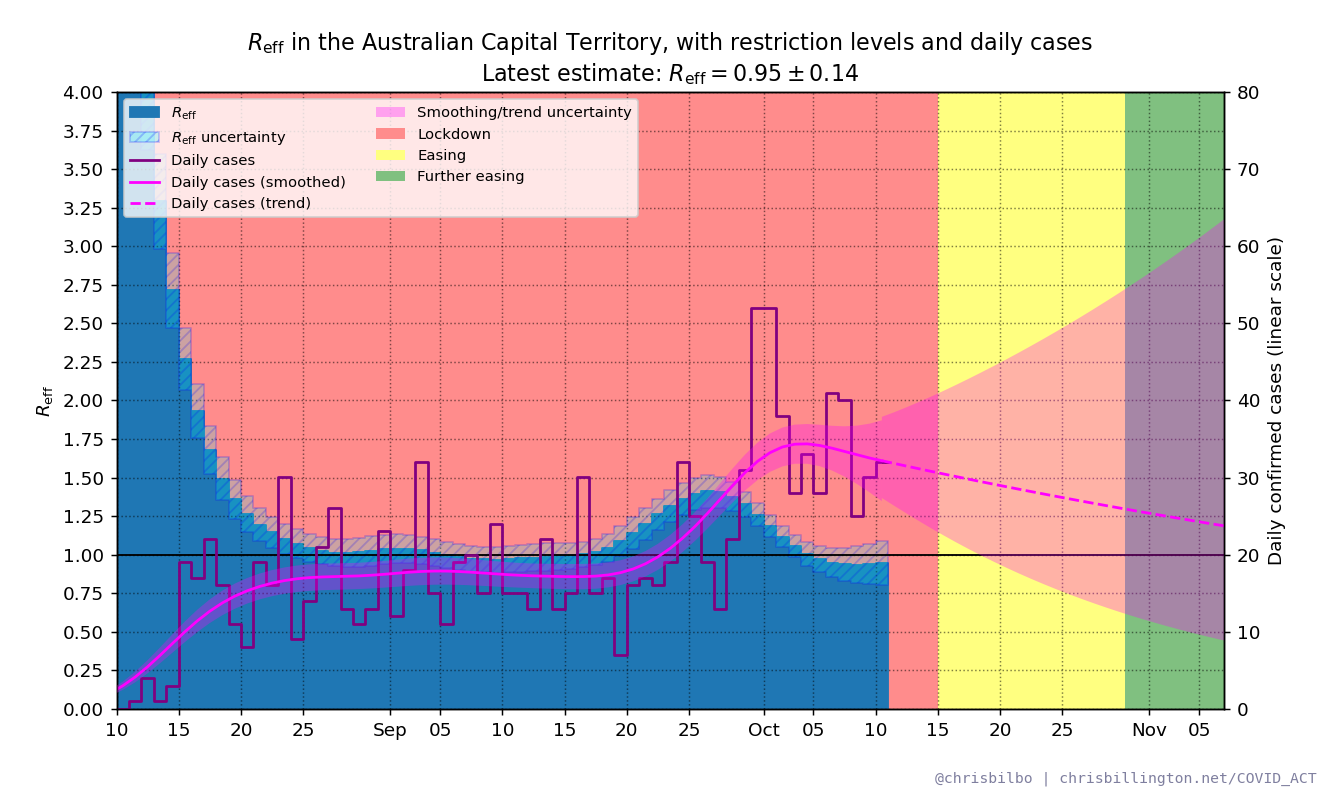 Reff in the Australian Capital Territory, with restriction levels and daily cases
Latest estimate: Reff = 0.95 ± 0.14
Reff
Reff uncertainty
Daily cases
Daily cases (smoothed)
Daily cases (trend)
Smoothing/trend uncertainty
Lockdown
Easing
Further easing
Reff
4.00
3.75
3.50
3.25
3.00
2.75
2.50
2.25
2.00
1.75
1.50
1.25
1.00
0.75
0.50
0.25
0.00
80
70
60
50
40
30
20
10
0
Daily confirmed cases (linear scale)
10 15 20 25 Sep 05 10 15 20 25 Oct 05 10 15 20 25 Nov 05
@chrisbilbo | chrisbillington.net/COVID_ACT